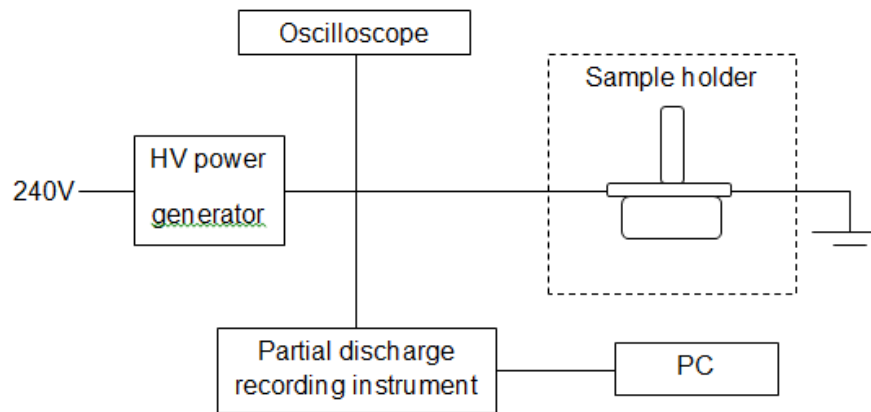 Oscilloscope
Sample holder
HV power
generator
240V
Partial discharge
recording instrument
PC